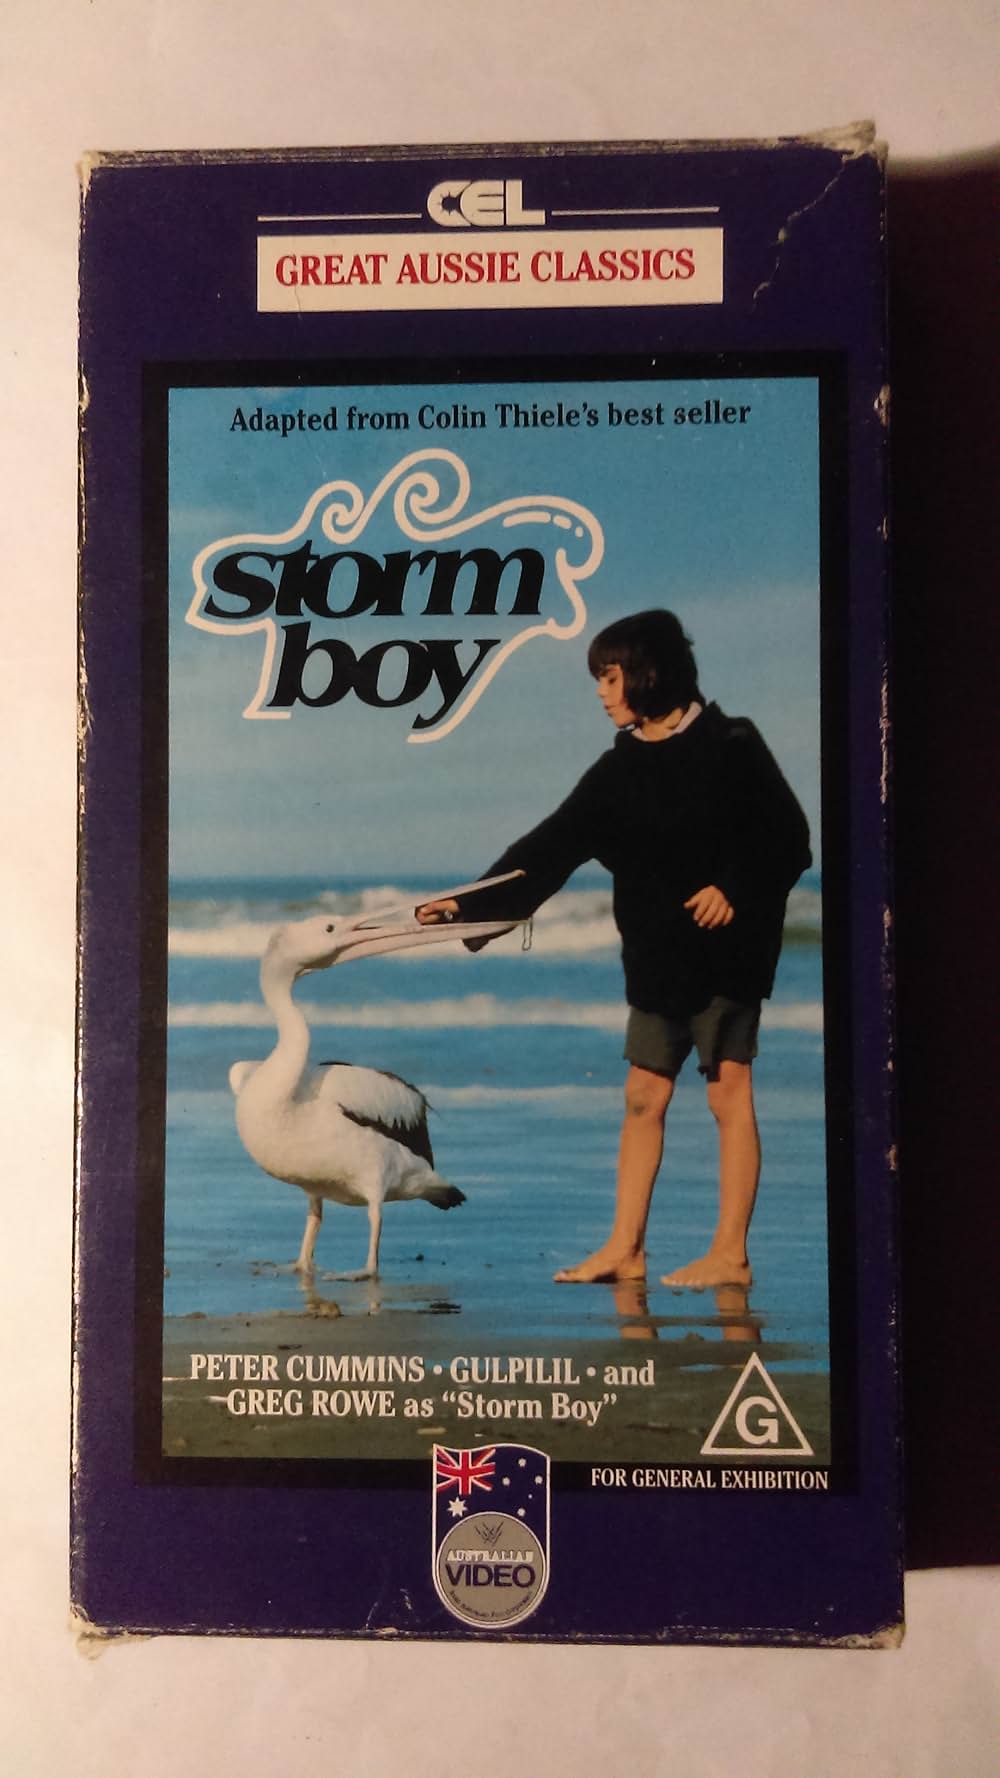 CEL
GREAT AUSSIE CLASSICS
Adapted from Colin Thiele's best seller
storm
boy
PETER CUMMINS • GULPILIL • and
GREG ROWE as “Storm Boy”
G
FOR GENERAL EXHIBITION
AUSTRALIAN
VIDEO